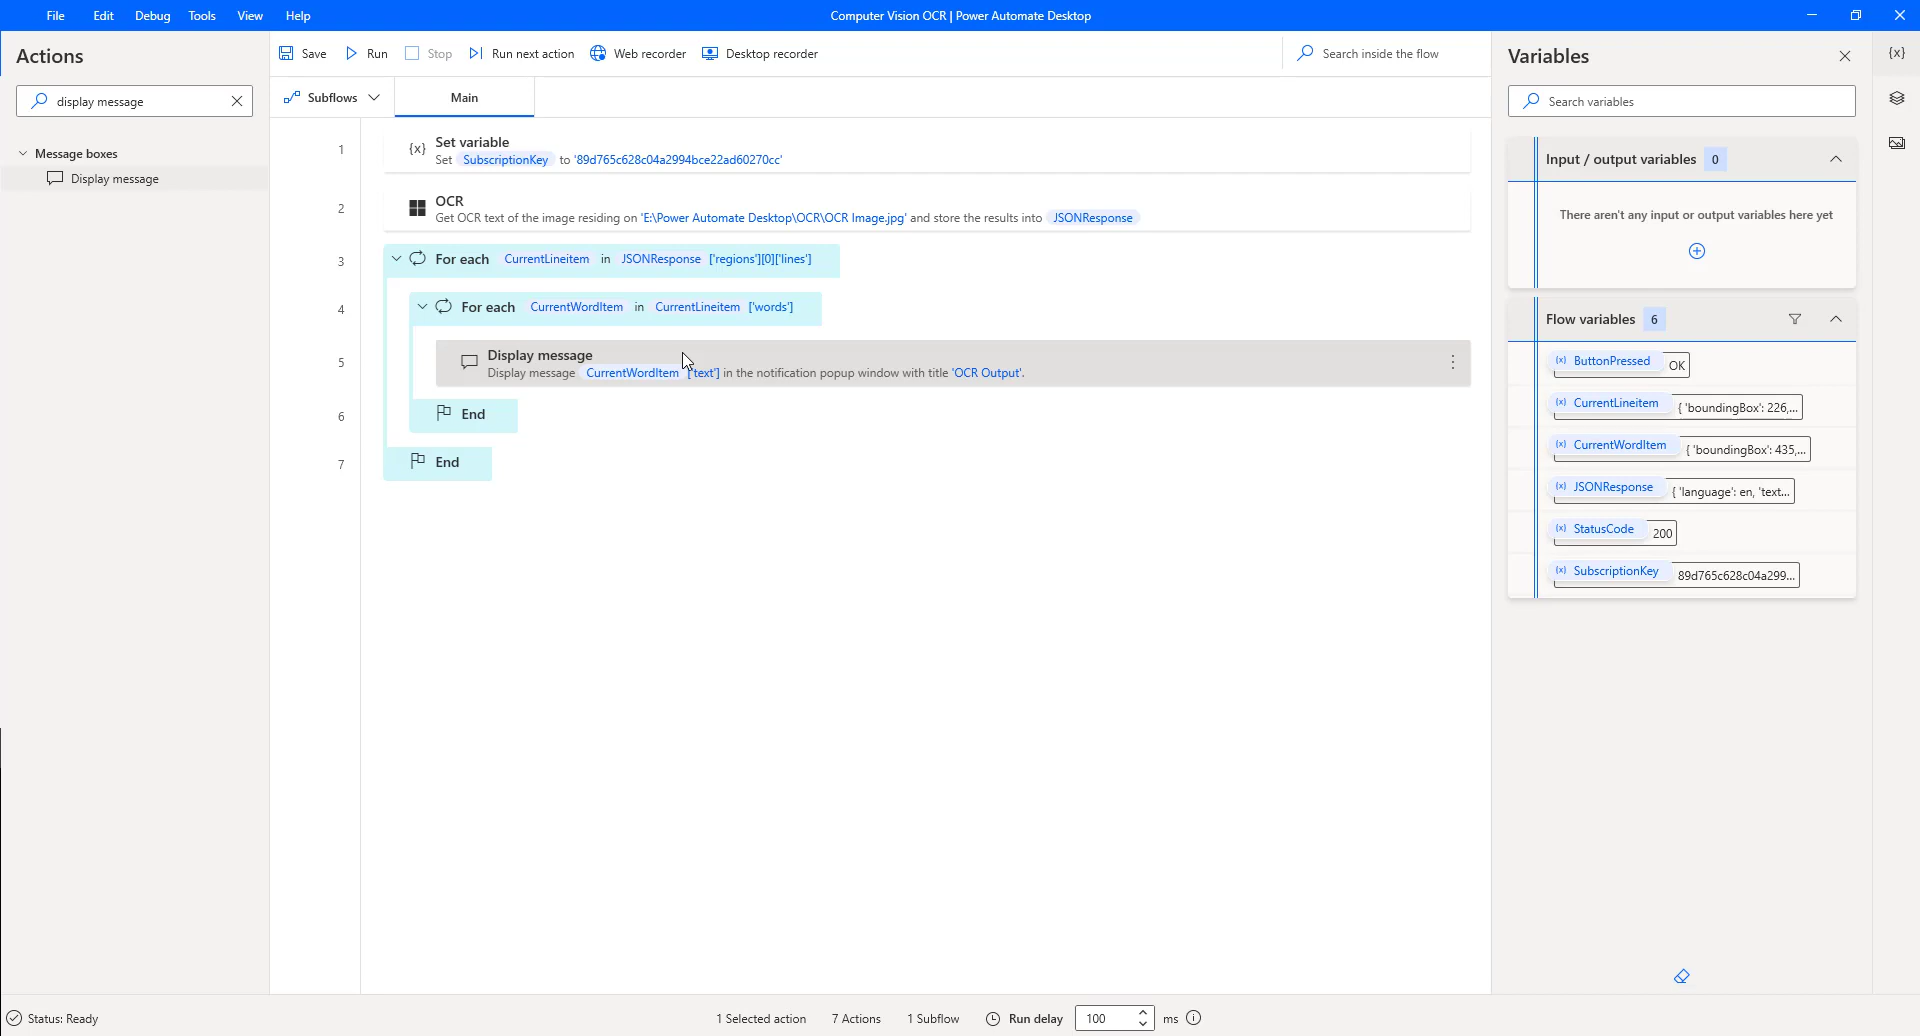 File Edit Debug Tools View Help
Computer Vision OCR | Power Automate Desktop
Actions
display message
Message boxes
Display message
Save Run Stop Run next action Web recorder Desktop recorder
Search inside the flow
Subflows Main
1 {x} Set variable
Set SubscriptionKey to '89d765c628c04a2994bce22ad60270cc'
2 OCR
Get OCR text of the image residing on 'E:\Power Automate Desktop\OCR\OCR Image.jpg' and store the results into JSONResponse
3 For each CurrentLineitem in JSONResponse ['regions'][0]['lines']
4 For each CurrentWordItem in CurrentLineitem ['words']
5 Display message
Display message CurrentWordItem ['text'] in the notification popup window with title 'OCR Output'.
6 End
7 End
Variables
{x}
Search variables
Input / output variables 0
There aren't any input or output variables here yet
Flow variables 6
(x) ButtonPressed OK
(x) CurrentLineitem { 'boundingBox': 226,...
(x) CurrentWordItem { 'boundingBox': 435,...
(x) JSONResponse { 'language': en, 'text...
(x) StatusCode 200
(x) SubscriptionKey 89d765c628c04a299...
Status: Ready
1 Selected action 7 Actions 1 Subflow Run delay 100 ms